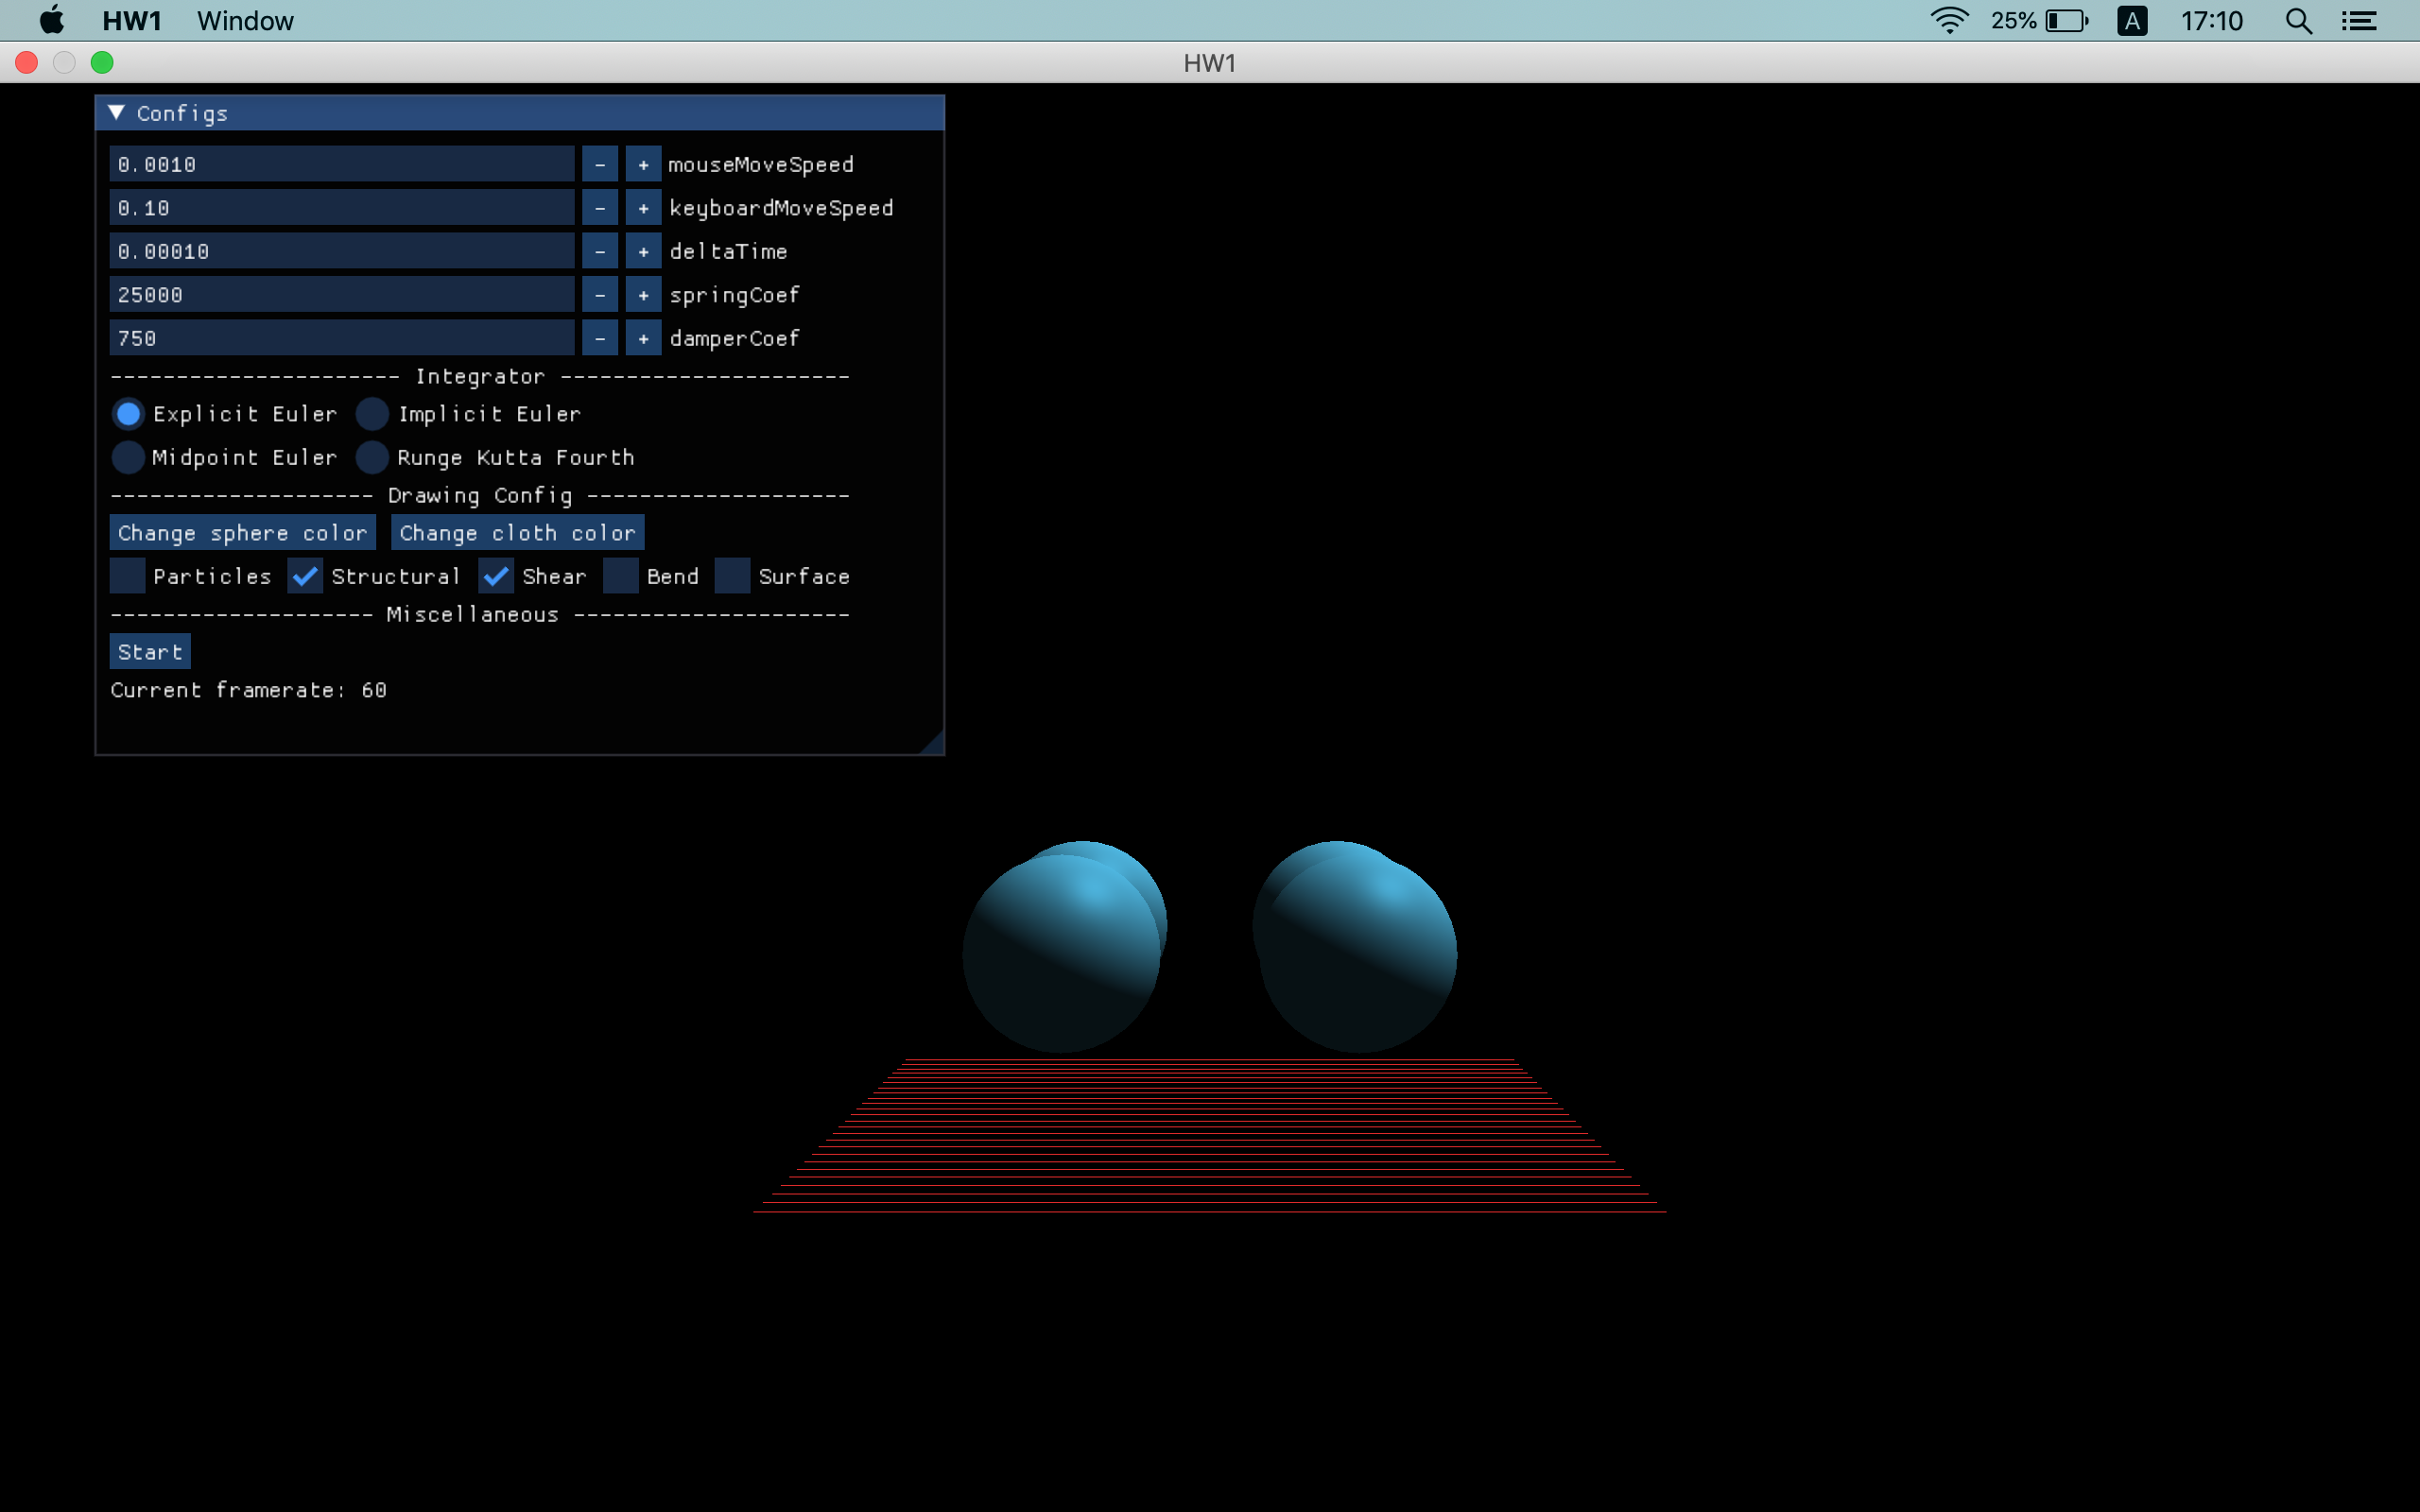 HW1 Window 25% A 17:10
HW1
Configs
0.0010 - + mouseMoveSpeed
0.10 - + keyboardMoveSpeed
0.00010 - + deltaTime
25000 - + springCoef
750 - + damperCoef
---------------------- Integrator ----------------------
Explicit Euler Implicit Euler
Midpoint Euler Runge Kutta Fourth
-------------------- Drawing Config --------------------
Change sphere color Change cloth color
Particles Structural Shear Bend Surface
-------------------- Miscellaneous ---------------------
Start
Current framerate: 60